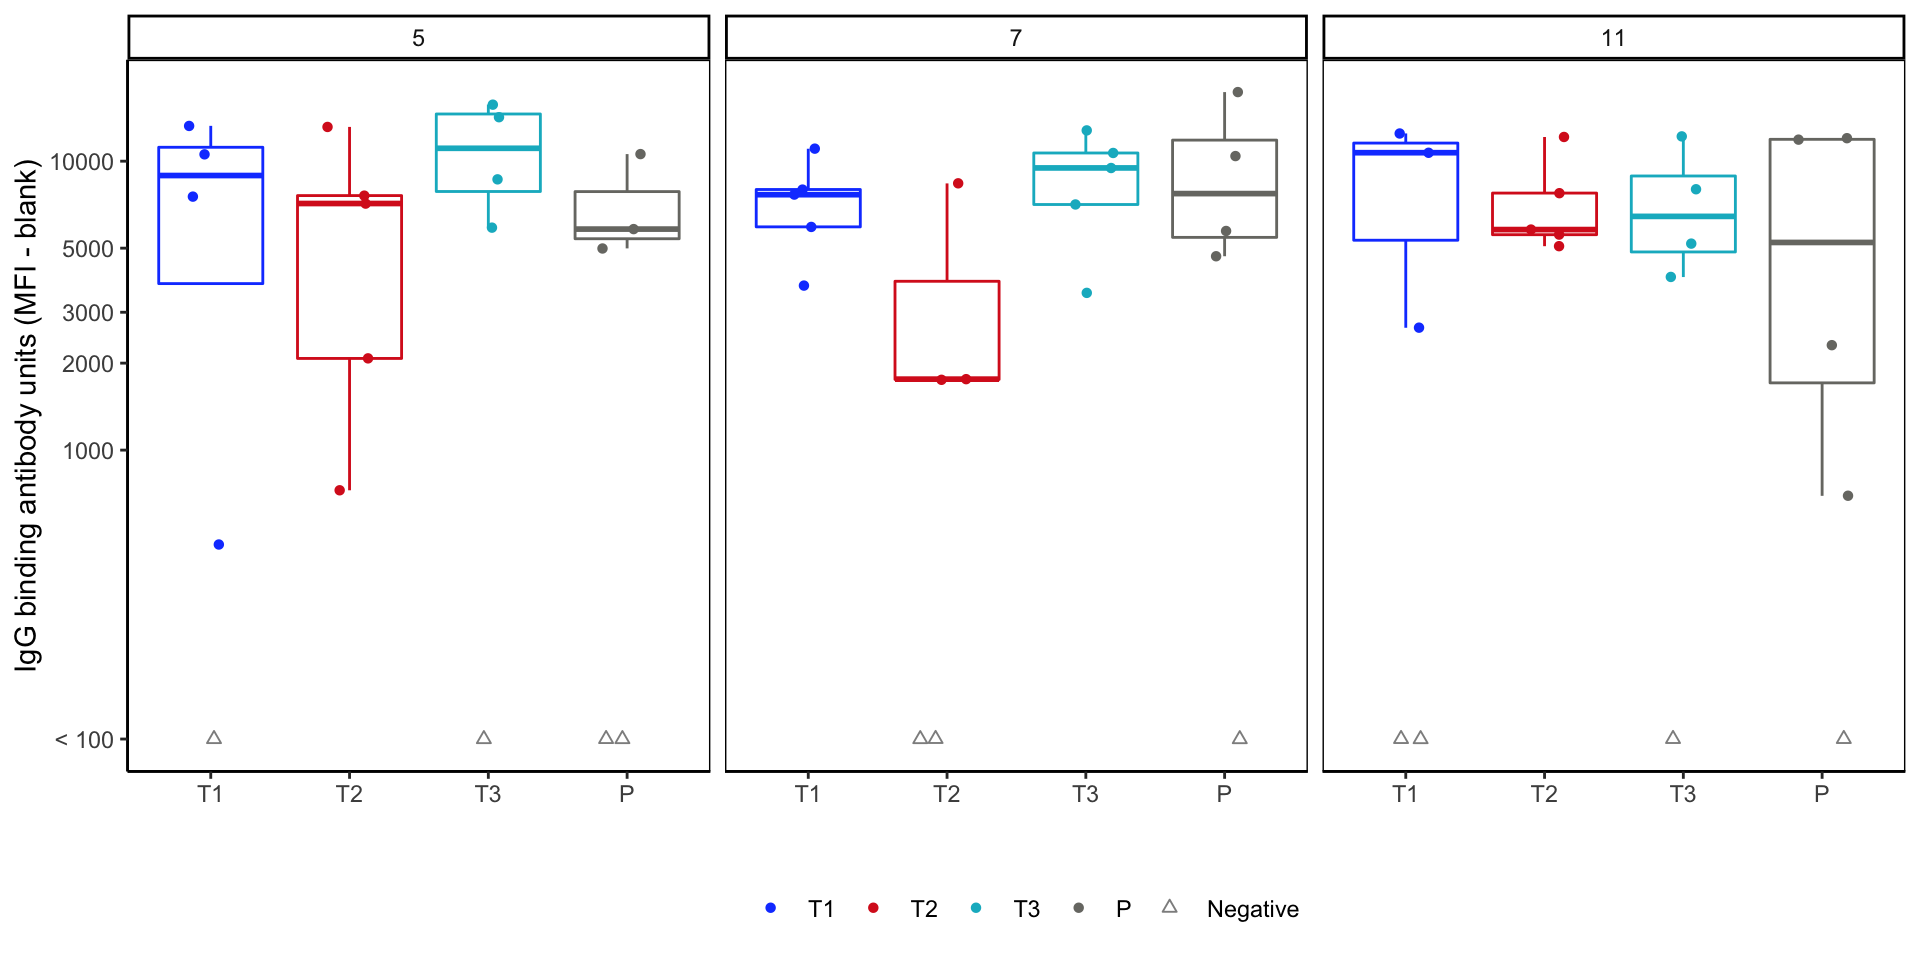 5 7 11
IgG binding antibody units (MFI - blank)
10000
5000
3000
2000
1000
< 100
T1 T2 T3 P T1 T2 T3 P T1 T2 T3 P
T1 T2 T3 P Negative